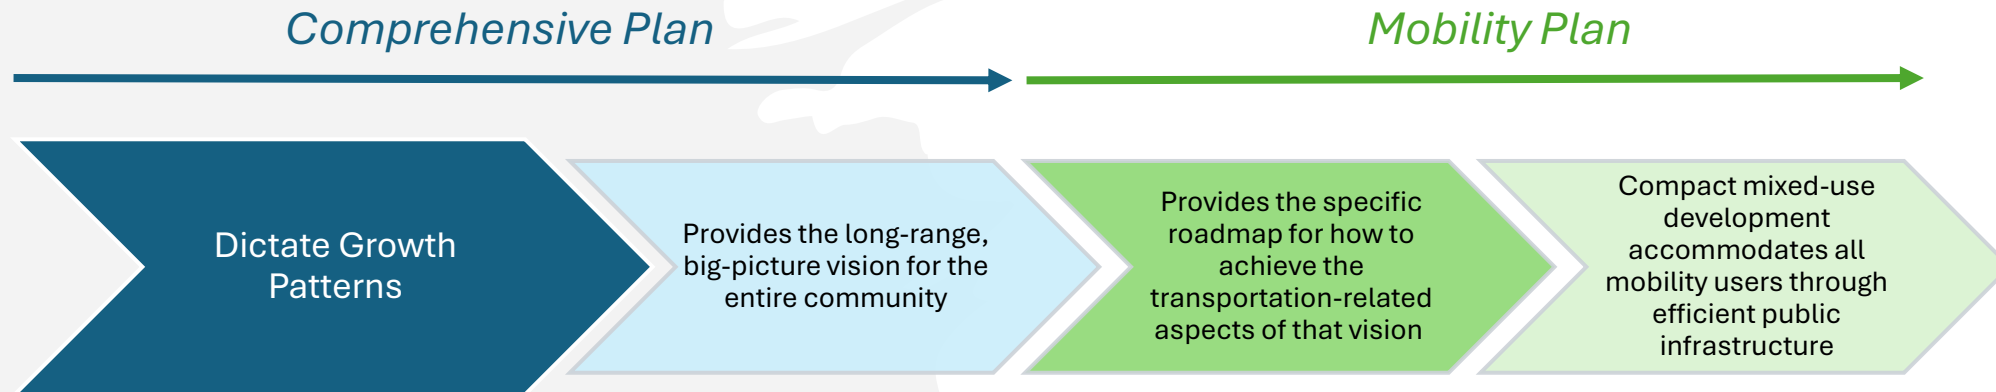 Comprehensive Plan
Mobility Plan
Dictate Growth
Patterns
Provides the long-range,
big-picture vision for the
entire community
Provides the specific
roadmap for how to
achieve the
transportation-related
aspects of that vision
Compact mixed-use
development
accommodates all
mobility users through
efficient public
infrastructure